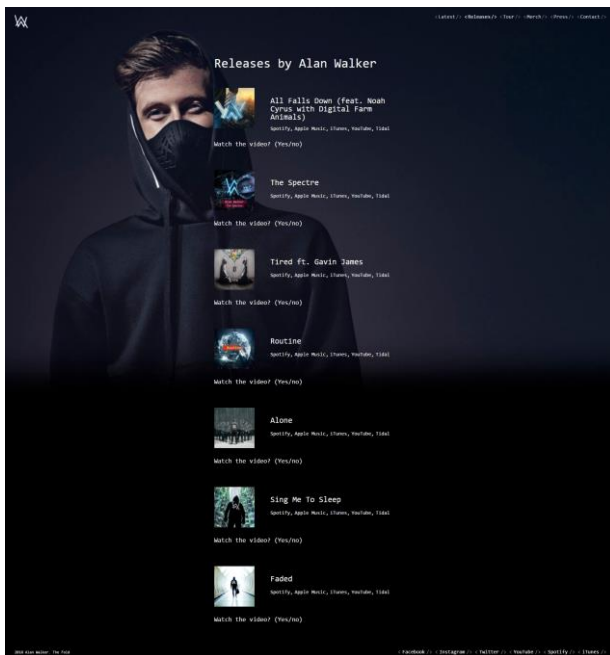 <Latest/> <Releases/> <Tour/> <Merch/> <Press/> <Contact/>
Releases by Alan Walker
All Falls Down (feat. Noah
Cyrus with Digital Farm
Animals)
Spotify, Apple Music, iTunes, YouTube, Tidal
Watch the video? (Yes/no)
The Spectre
Spotify, Apple Music, iTunes, YouTube, Tidal
Watch the video? (Yes/no)
Tired ft. Gavin James
Spotify, Apple Music, iTunes, YouTube, Tidal
Watch the video? (Yes/no)
Routine
Spotify, Apple Music, iTunes, YouTube, Tidal
Watch the video? (Yes/no)
Alone
Spotify, Apple Music, iTunes, YouTube, Tidal
Watch the video? (Yes/no)
Sing Me To Sleep
Spotify, Apple Music, iTunes, YouTube, Tidal
Watch the video? (Yes/no)
Faded
Spotify, Apple Music, iTunes, YouTube, Tidal
Watch the video? (Yes/no)
2018 Alan Walker. The Fold
<Facebook /> <Instagram /> <Twitter /> <YouTube /> <Spotify /> <iTunes />